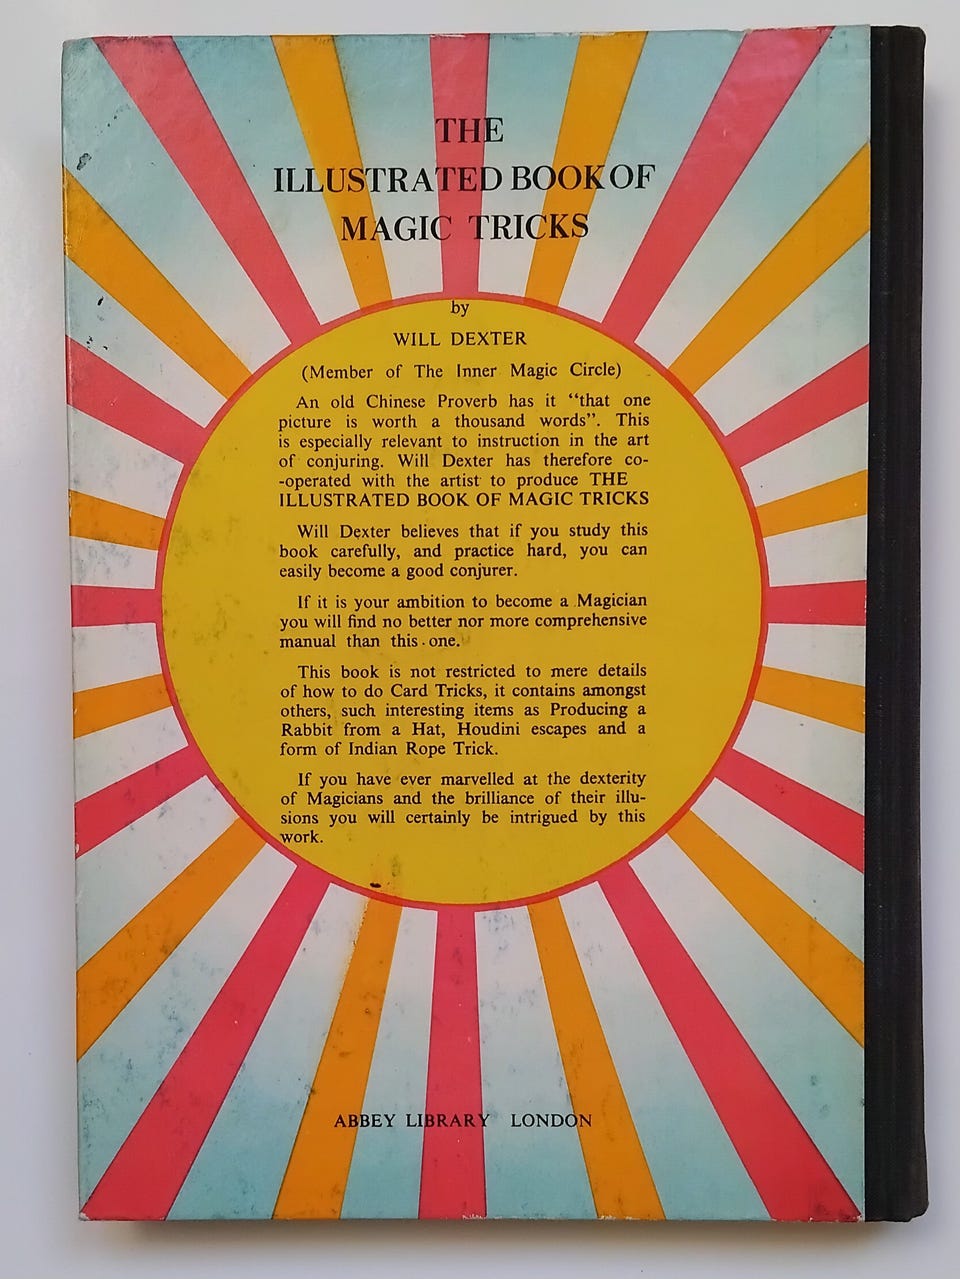 THE
ILLUSTRATED BOOK OF
MAGIC TRICKS
by
WILL DEXTER
(Member of The Inner Magic Circle)
An old Chinese Proverb has it “that one
picture is worth a thousand words”. This
is especially relevant to instruction in the art
of conjuring. Will Dexter has therefore co-
-operated with the artist to produce THE
ILLUSTRATED BOOK OF MAGIC TRICKS
Will Dexter believes that if you study this
book carefully, and practice hard, you can
easily become a good conjurer.
If it is your ambition to become a Magician
you will find no better nor more comprehensive
manual than this one.
This book is not restricted to mere details
of how to do Card Tricks, it contains amongst
others, such interesting items as Producing a
Rabbit from a Hat, Houdini escapes and a
form of Indian Rope Trick.
If you have ever marvelled at the dexterity
of Magicians and the brilliance of their illu-
sions you will certainly be intrigued by this
work.
ABBEY LIBRARY LONDON